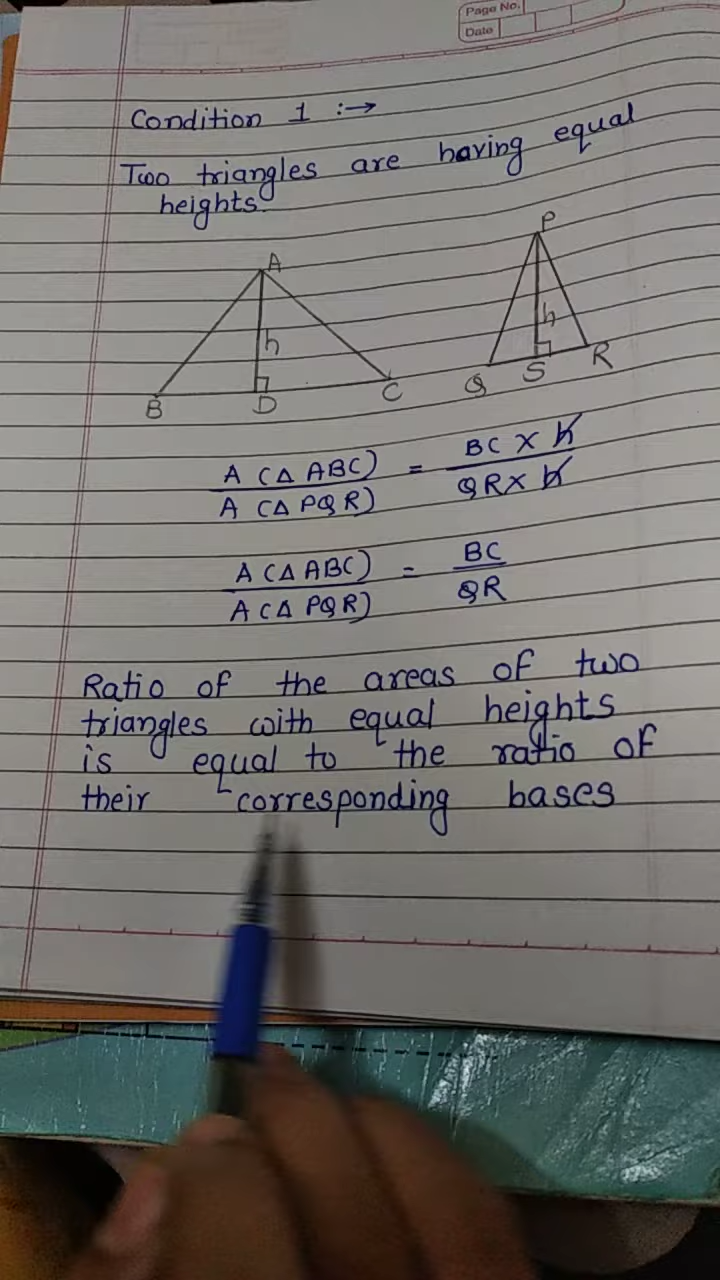 Page No.
Date
Condition 1 :→
Two triangles are having equal
heights.
A
P
h
h
B
D
C
Q
S
R
A (△ ABC) / A (△ PQR) = BC × h / QR × h
A (△ ABC) / A (△ PQR) = BC / QR
Ratio of the areas of two
triangles with equal heights
is equal to the ratio of
their corresponding bases